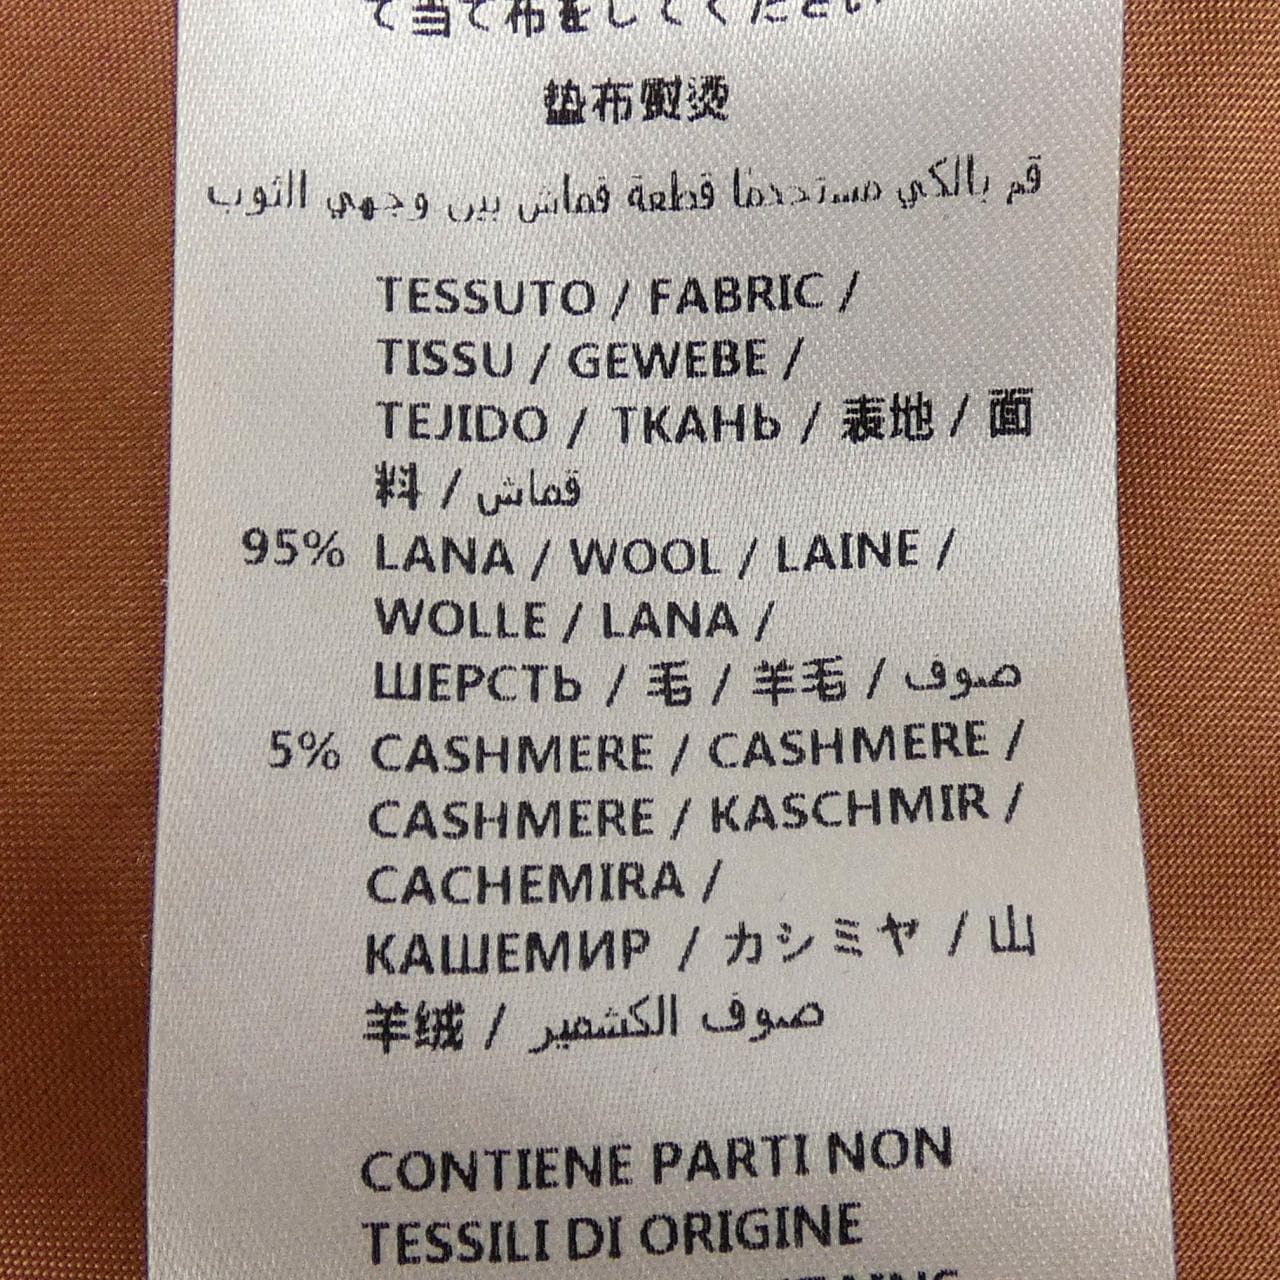 て当て布をしてください
垫布熨烫
قم بالكي مستخدمًا قطعة قماش بين وجهي الثوب
TESSUTO / FABRIC /
TISSU / GEWEBE /
TEJIDO / ТКАНЬ / 表地 / 面
料 / قماش
95% LANA / WOOL / LAINE /
WOLLE / LANA /
ШЕРСТЬ / 毛 / 羊毛 / صوف
5% CASHMERE / CASHMERE /
CASHMERE / KASCHMIR /
CACHEMIRA /
КАШЕМИР / カシミヤ / 山
羊绒 / صوف الكشمير
CONTIENE PARTI NON
TESSILI DI ORIGINE